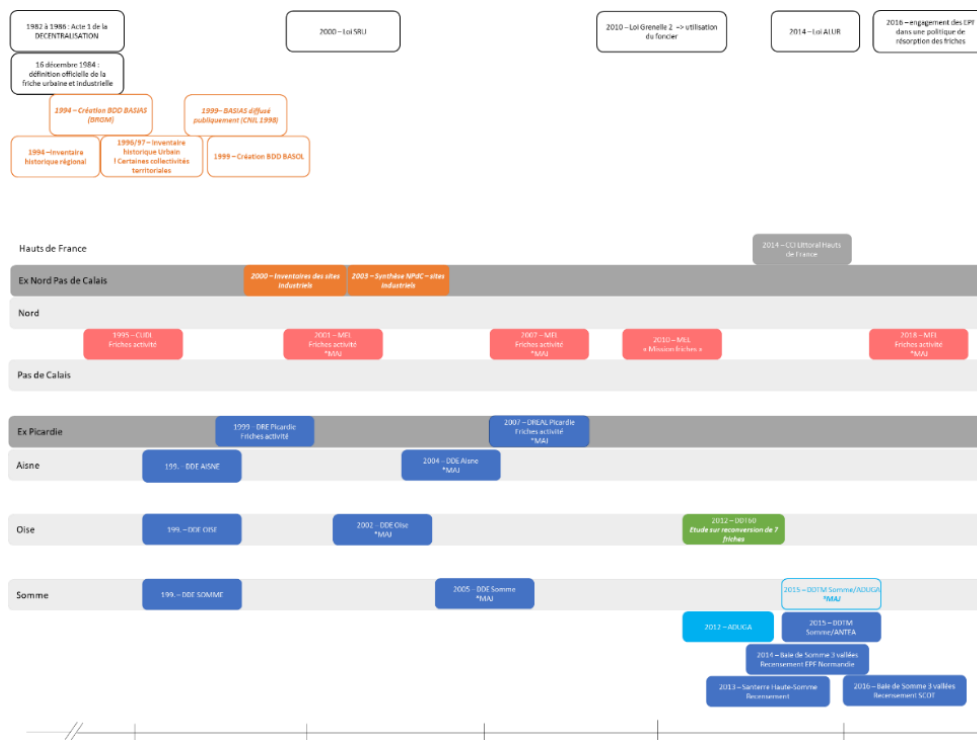 1982 à 1986 : Acte 1 de la
DECENTRALISATION
2000 – Loi SRU
2010 – Loi Grenelle 2 -> utilisation
du foncier
2014 – Loi ALUR
2016 – engagement des EPF
dans une politique de
résorption des friches
16 décembre 1984 :
définition officielle de la
friche urbaine et industrielle
1994 – Création BDD BASIAS
(BRGM)
1999 – BASIAS diffusé
publiquement (CNIL 1998)
1994 – Inventaire
historique régional
1996/97 – Inventaire
historique Urbain
! Certaines collectivités
territoriales
1999 – Création BDD BASOL
Hauts de France
2014 – CCI Littoral Hauts
de France
Ex Nord Pas de Calais
2000 – Inventaires des sites
industriels
2003 – Synthèse NPdC – sites
industriels
Nord
1995 - CUDL
Friches activité
2001 – MEL
Friches activité
*MAJ
2007 – MEL
Friches activité
*MAJ
2010 – MEL
« Mission friches »
2018 – MEL
Friches activité
*MAJ
Pas de Calais
Ex Picardie
1999 - DRE Picardie
Friches activité
2007 – DREAL Picardie
Friches activité
*MAJ
Aisne
199. - DDE AISNE
2004 – DDE Aisne
*MAJ
Oise
199. – DDE OISE
2002 - DDE Oise
*MAJ
2012 – DDT60
Etude sur reconversion de 7
friches
Somme
199. – DDE SOMME
2005 – DDE Somme
*MAJ
2015 – DDTM Somme/ADUGA
*MAJ
2012 – ADUGA
2015 – DDTM
Somme/ANTEA
2014 – Baie de Somme 3 vallées
Recensement EPF Normandie
2013 – Santerre Haute-Somme
Recensement
2016 – Baie de Somme 3 vallées
Recensement SCOT